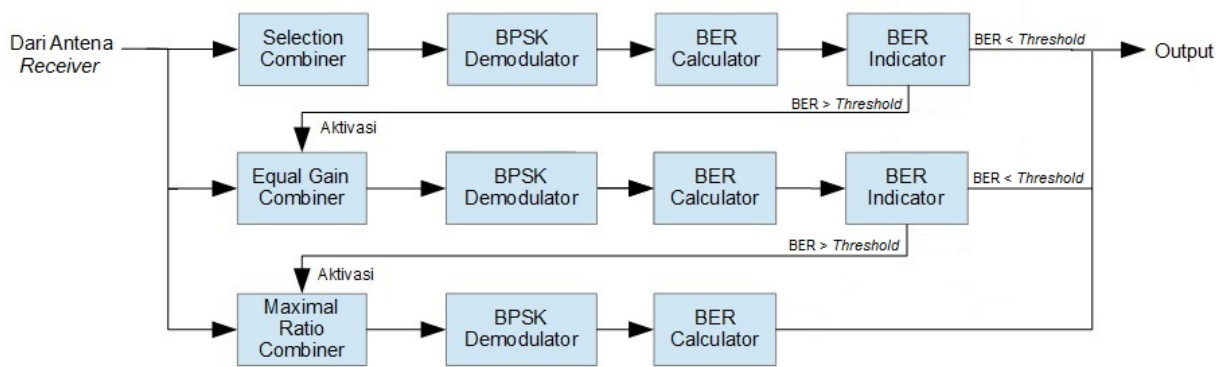 Dari Antena
Receiver
Selection
Combiner
BPSK
Demodulator
BER
Calculator
BER
Indicator
BER < Threshold
Output
BER > Threshold
Aktivasi
Equal Gain
Combiner
BPSK
Demodulator
BER
Calculator
BER
Indicator
BER < Threshold
BER > Threshold
Aktivasi
Maximal
Ratio
Combiner
BPSK
Demodulator
BER
Calculator